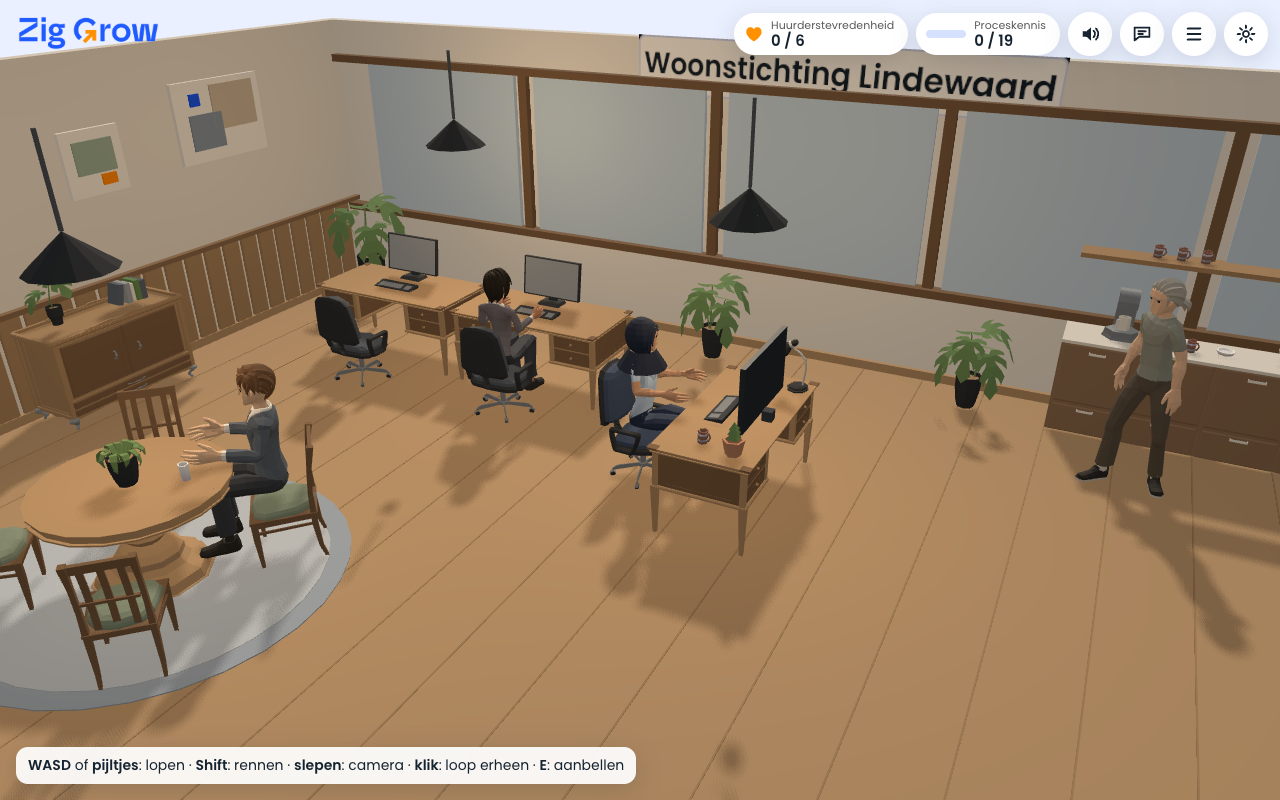 Zig Grow
Huurderstevredenheid
0 / 6
Proceskennis
0 / 19
Woonstichting Lindewaard
WASD of pijltjes: lopen · Shift: rennen · slepen: camera · klik: loop erheen · E: aanbellen